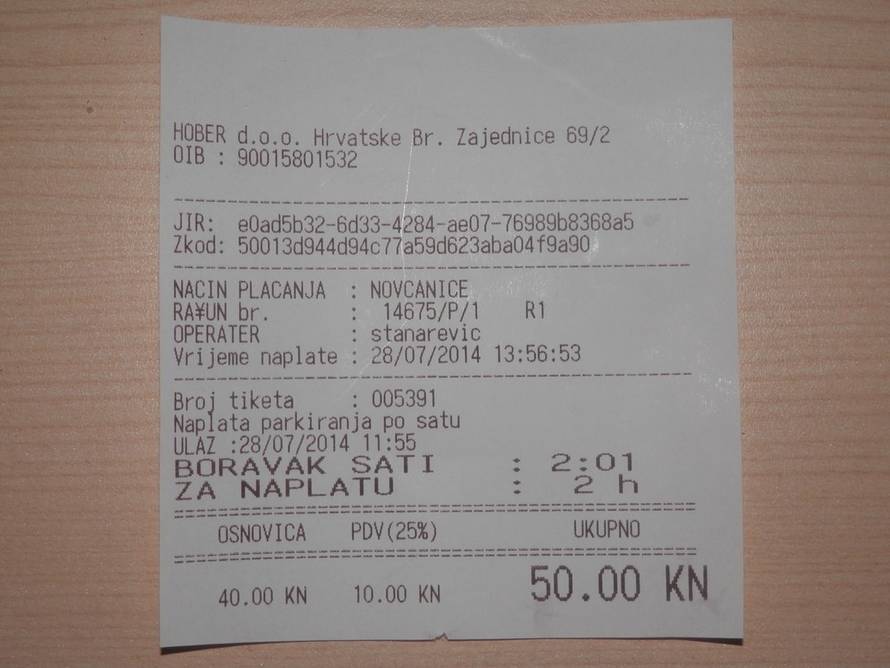 HOBER d.o.o. Hrvatske Br. Zajednice 69/2
OIB : 90015801532
------------------------------------------------
JIR: e0ad5b32-6d33-4284-ae07-76989b8368a5
Zkod: 50013d944d94c77a59d623aba04f9a90
------------------------------------------------
NACIN PLACANJA : NOVCANICE
RA¥UN br. : 14675/P/1 R1
OPERATER : stanarevic
Vrijeme naplate : 28/07/2014 13:56:53
------------------------------------------------
Broj tiketa : 005391
Naplata parkiranja po satu
ULAZ :28/07/2014 11:55
BORAVAK SATI : 2:01
ZA NAPLATU : 2 h
================================================
OSNOVICA PDV(25%) UKUPNO
================================================
40.00 KN 10.00 KN 50.00 KN